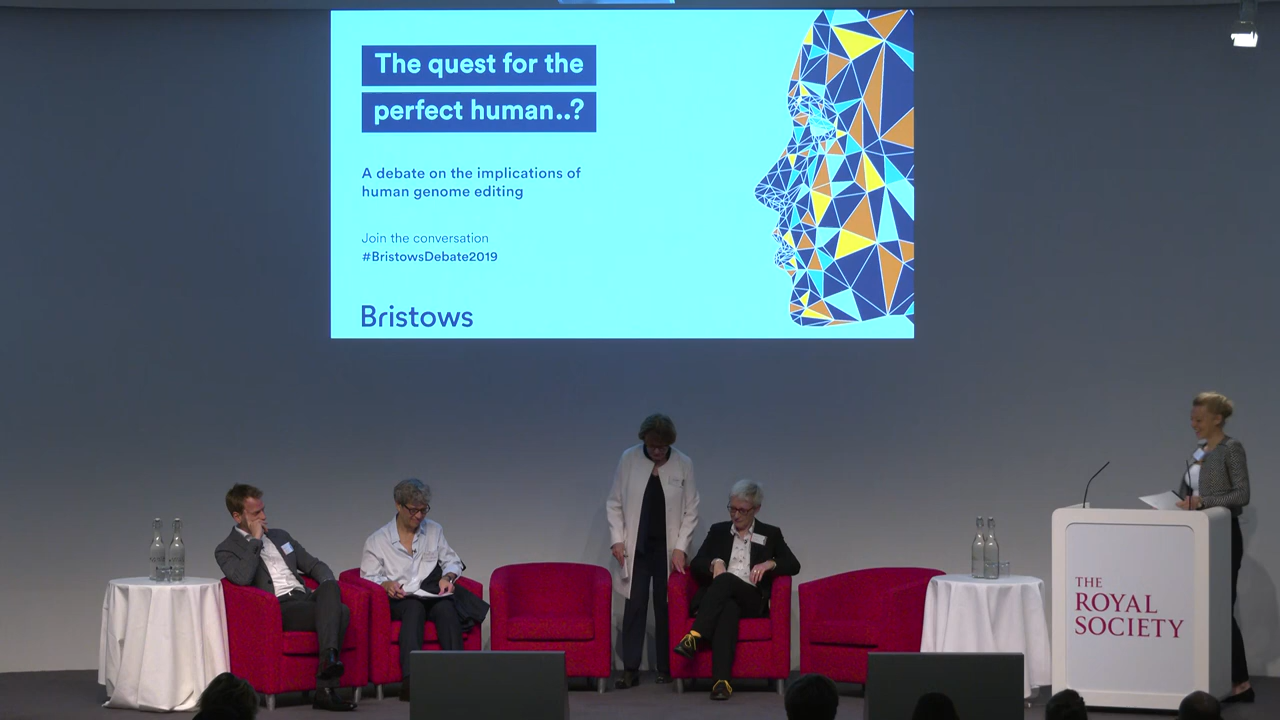 The quest for the
perfect human..?
A debate on the implications of
human genome editing
Join the conversation
#BristowsDebate2019
Bristows
THE
ROYAL
SOCIETY